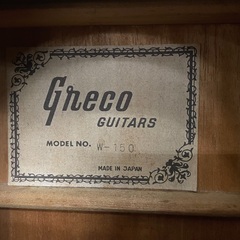 Greco
GUITARS
MODEL NO. W-150
MADE IN JAPAN